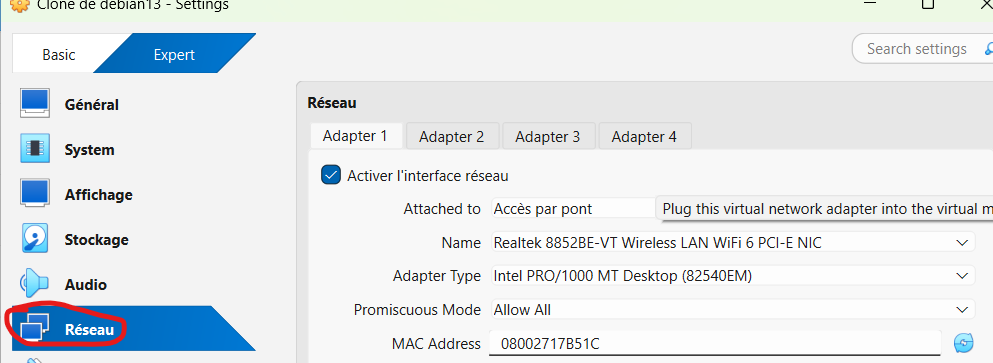 Clone de debian13 - Settings
Basic
Expert
Search settings
Général
System
Affichage
Stockage
Audio
Réseau
Réseau
Adapter 1
Adapter 2
Adapter 3
Adapter 4
Activer l'interface réseau
Attached to
Accès par pont
Plug this virtual network adapter into the virtual m
Name
Realtek 8852BE-VT Wireless LAN WiFi 6 PCI-E NIC
Adapter Type
Intel PRO/1000 MT Desktop (82540EM)
Promiscuous Mode
Allow All
MAC Address
08002717B51C